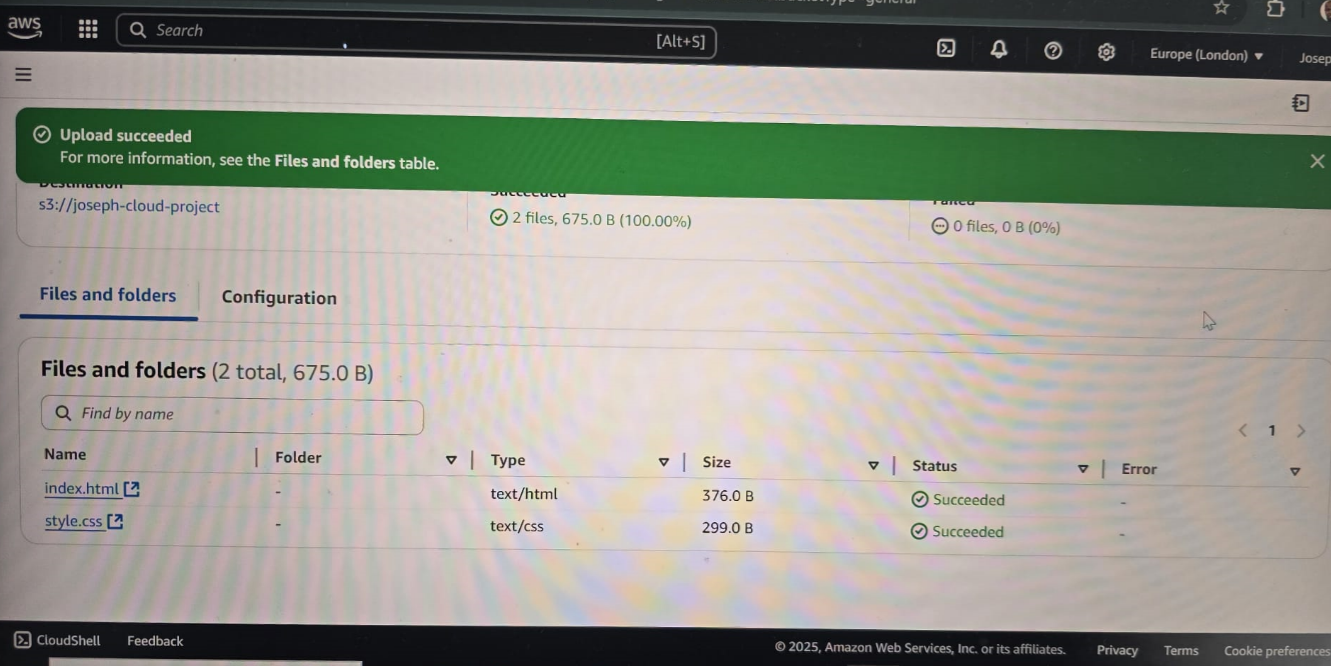 general
aws
Search
[Alt+S]
Europe (London)
Josep
Upload succeeded
For more information, see the Files and folders table.
Destination
s3://joseph-cloud-project
Succeeded
2 files, 675.0 B (100.00%)
Failed
0 files, 0 B (0%)
Files and folders
Configuration
Files and folders (2 total, 675.0 B)
Find by name
1
Name Folder Type Size Status Error
index.html - text/html 376.0 B Succeeded -
style.css - text/css 299.0 B Succeeded -
CloudShell Feedback © 2025, Amazon Web Services, Inc. or its affiliates. Privacy Terms Cookie preferences